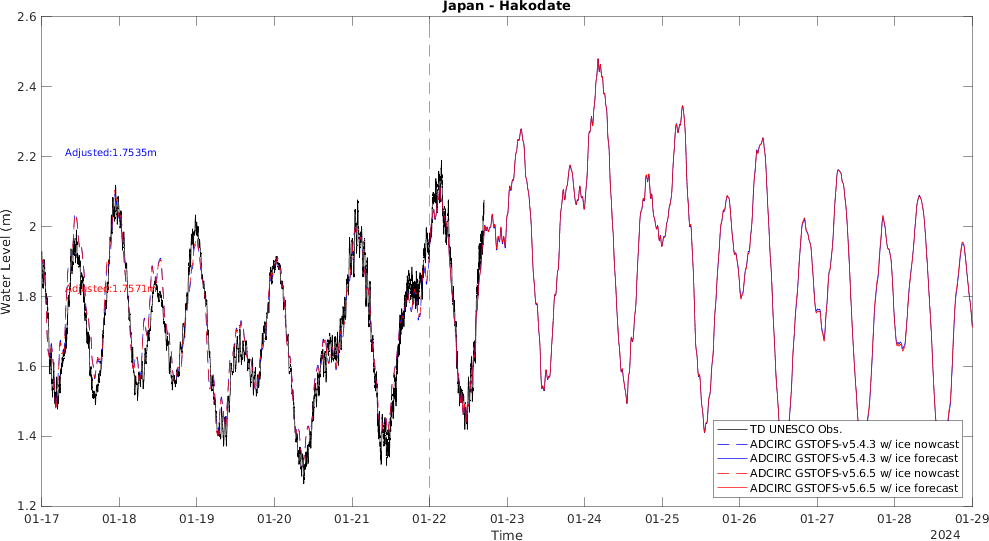 Japan - Hakodate
2.6
2.4
2.2
2
1.8
1.6
1.4
1.2
Water Level (m)
Adjusted:1.7535m
Adjusted:1.7571m
TD UNESCO Obs.
ADCIRC GSTOFS-v5.4.3 w/ ice nowcast
ADCIRC GSTOFS-v5.4.3 w/ ice forecast
ADCIRC GSTOFS-v5.6.5 w/ ice nowcast
ADCIRC GSTOFS-v5.6.5 w/ ice forecast
01-17 01-18 01-19 01-20 01-21 01-22 01-23 01-24 01-25 01-26 01-27 01-28 01-29
Time
2024